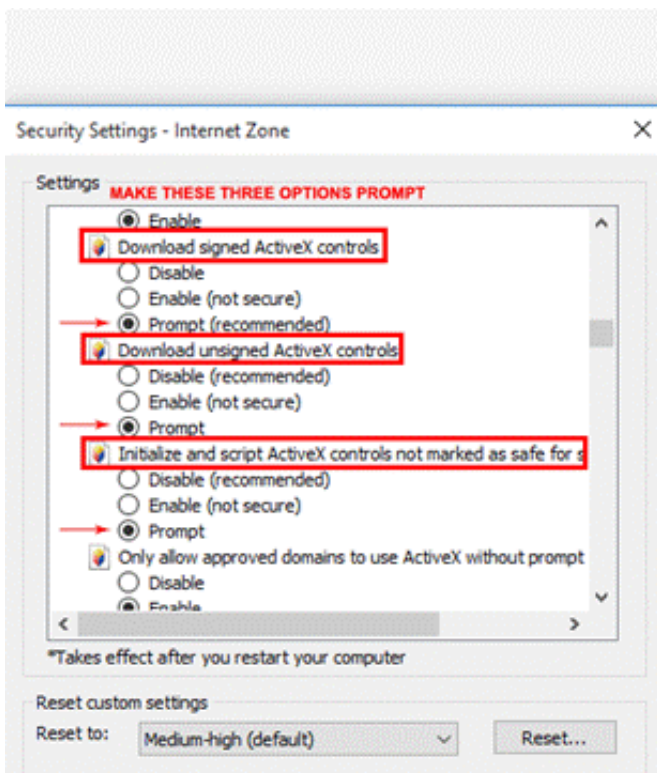 Security Settings - Internet Zone
Settings
MAKE THESE THREE OPTIONS PROMPT
Enable
Download signed ActiveX controls
Disable
Enable (not secure)
Prompt (recommended)
Download unsigned ActiveX controls
Disable (recommended)
Enable (not secure)
Prompt
Initialize and script ActiveX controls not marked as safe for s
Disable (recommended)
Enable (not secure)
Prompt
Only allow approved domains to use ActiveX without prompt
Disable
Enable
*Takes effect after you restart your computer
Reset custom settings
Reset to: Medium-high (default) Reset...